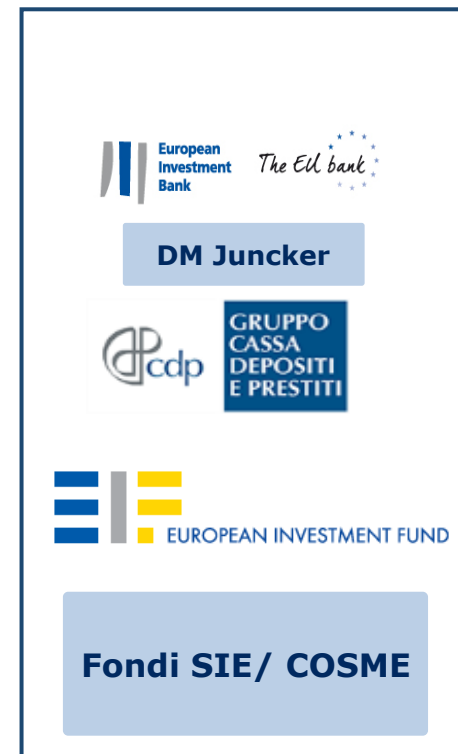 European
Investment
Bank
The EU bank
DM Juncker
cdp
GRUPPO
CASSA
DEPOSITI
E PRESTITI
EIF
EUROPEAN INVESTMENT FUND
Fondi SIE/ COSME